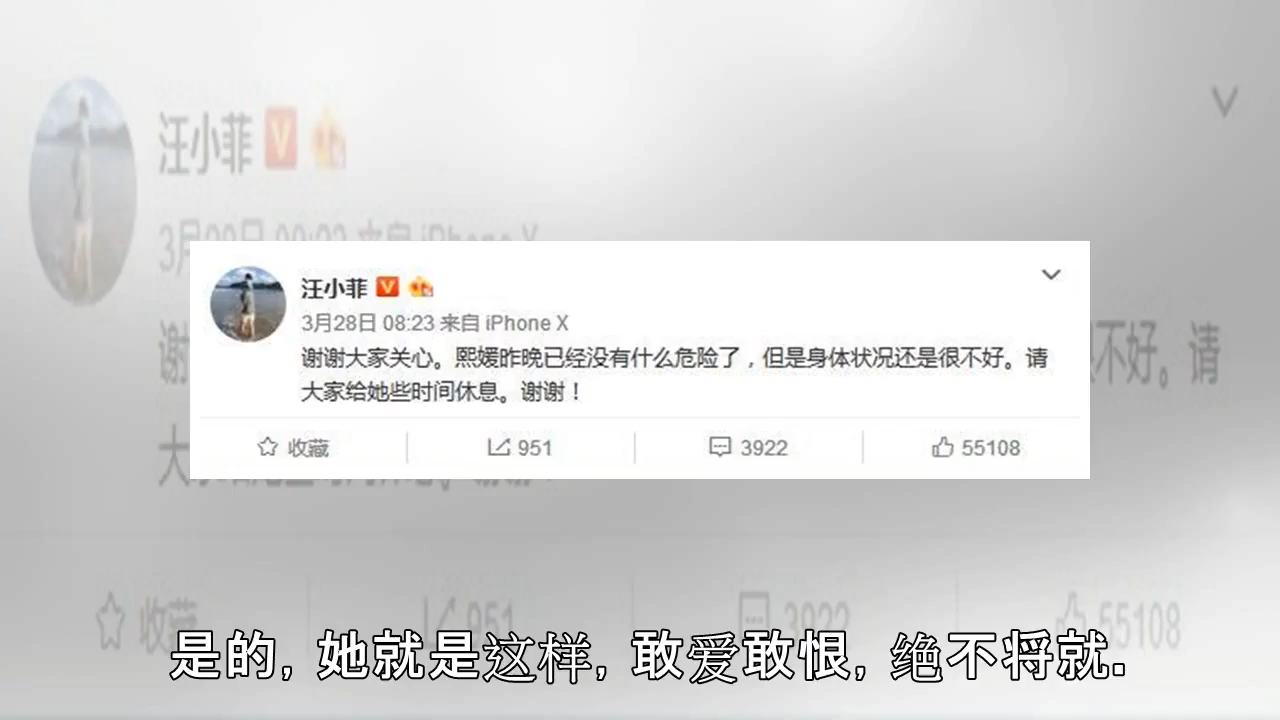 汪小菲
3月28日 08:23 来自 iPhone X
谢谢大家关心。熙媛昨晚已经没有什么危险了，但是身体状况还是很不好。请
大家给她些时间休息。谢谢！
收藏 951 3922 55108
是的, 她就是这样, 敢爱敢恨, 绝不将就.